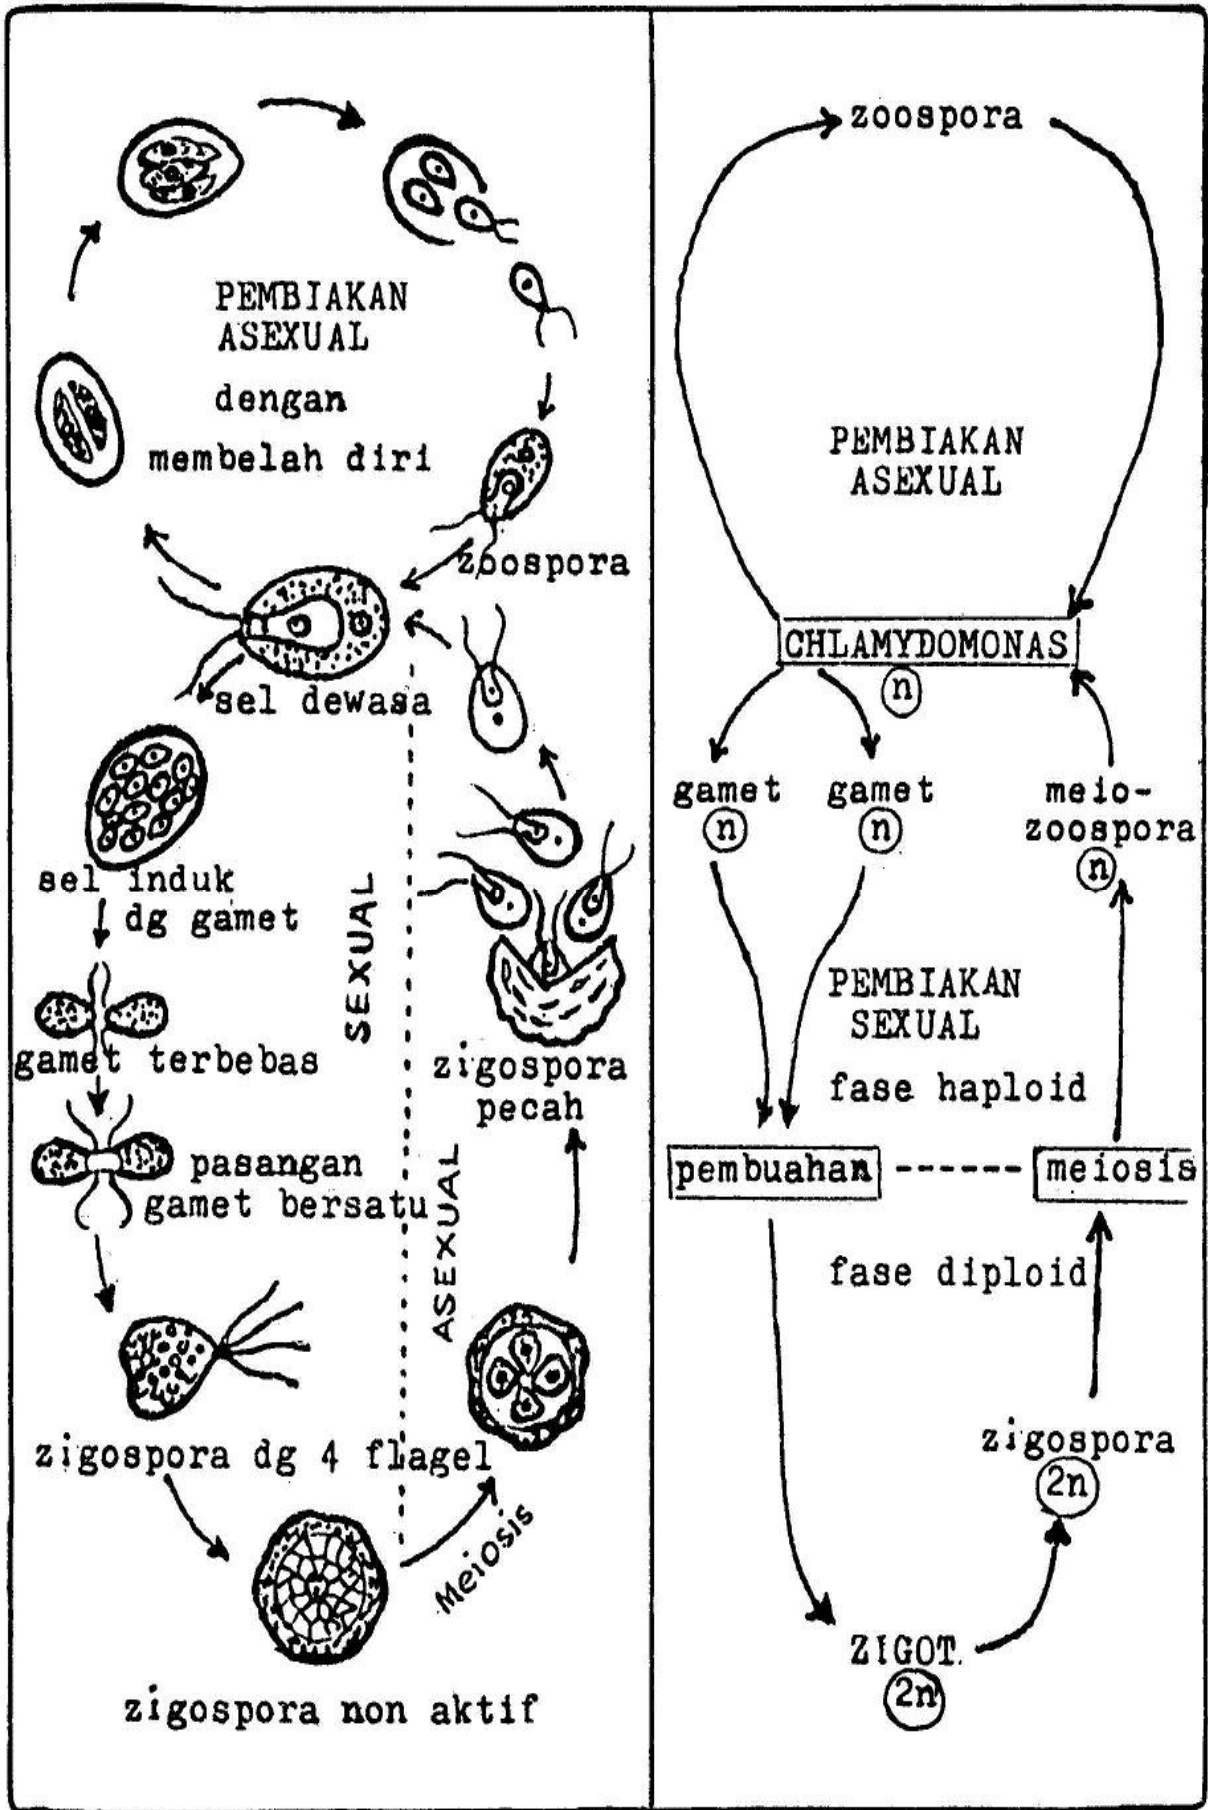 PEMBIAKAN
ASEXUAL
dengan
membelah diri
zoospora
sel dewasa
sel induk
dg gamet
gamet terbebas
pasangan
gamet bersatu
zigospora dg 4 flagel
zigospora non aktif
SEXUAL
ASEXUAL
Meiosis
zigospora
pecah
zoospora
PEMBIAKAN
ASEXUAL
CHLAMYDOMONAS
n
gamet
n
gamet
n
meio-
zoospora
n
PEMBIAKAN
SEXUAL
fase haploid
pembuahan
meiosis
fase diploid
zigospora
2n
ZIGOT.
2n